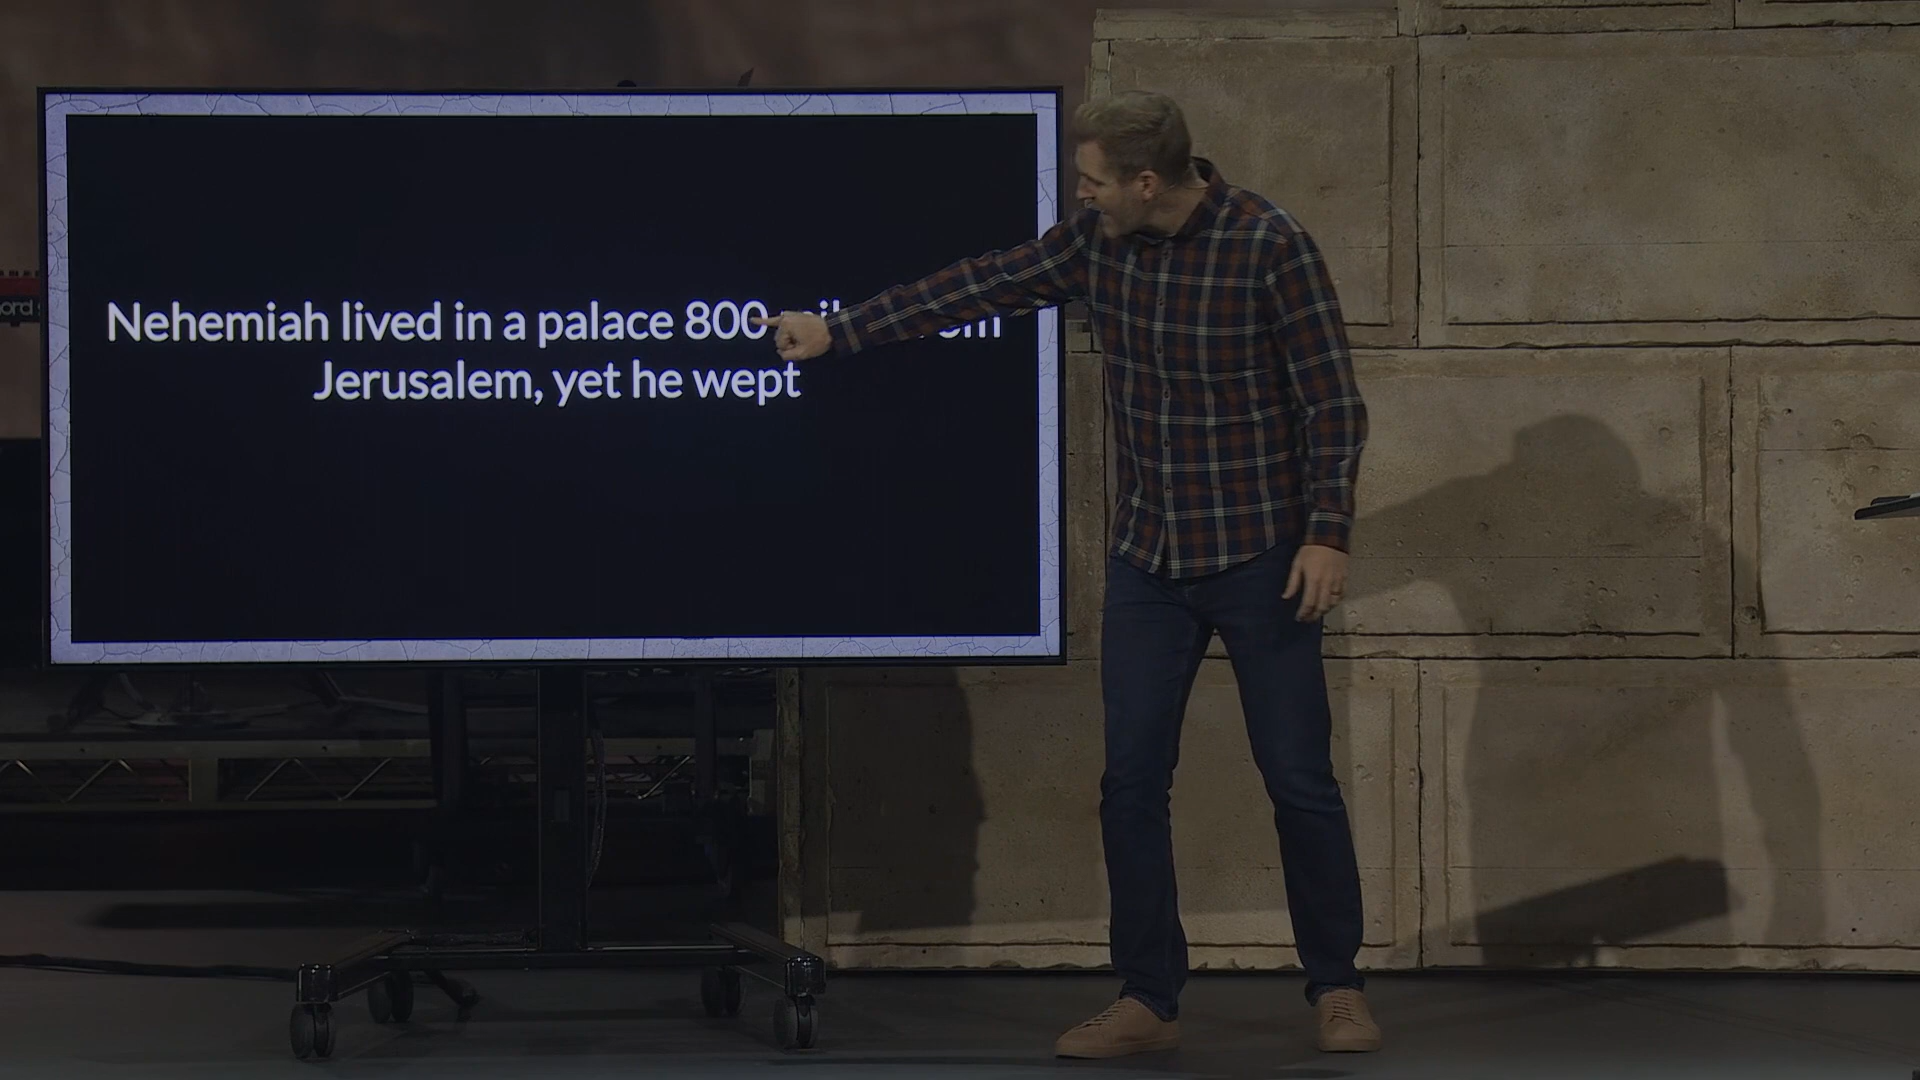 Nehemiah lived in a palace 800
Jerusalem, yet he wept